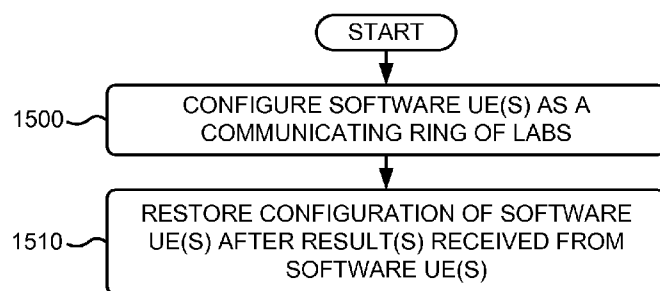 START
1500
CONFIGURE SOFTWARE UE(S) AS A
COMMUNICATING RING OF LABS
1510
RESTORE CONFIGURATION OF SOFTWARE
UE(S) AFTER RESULT(S) RECEIVED FROM
SOFTWARE UE(S)